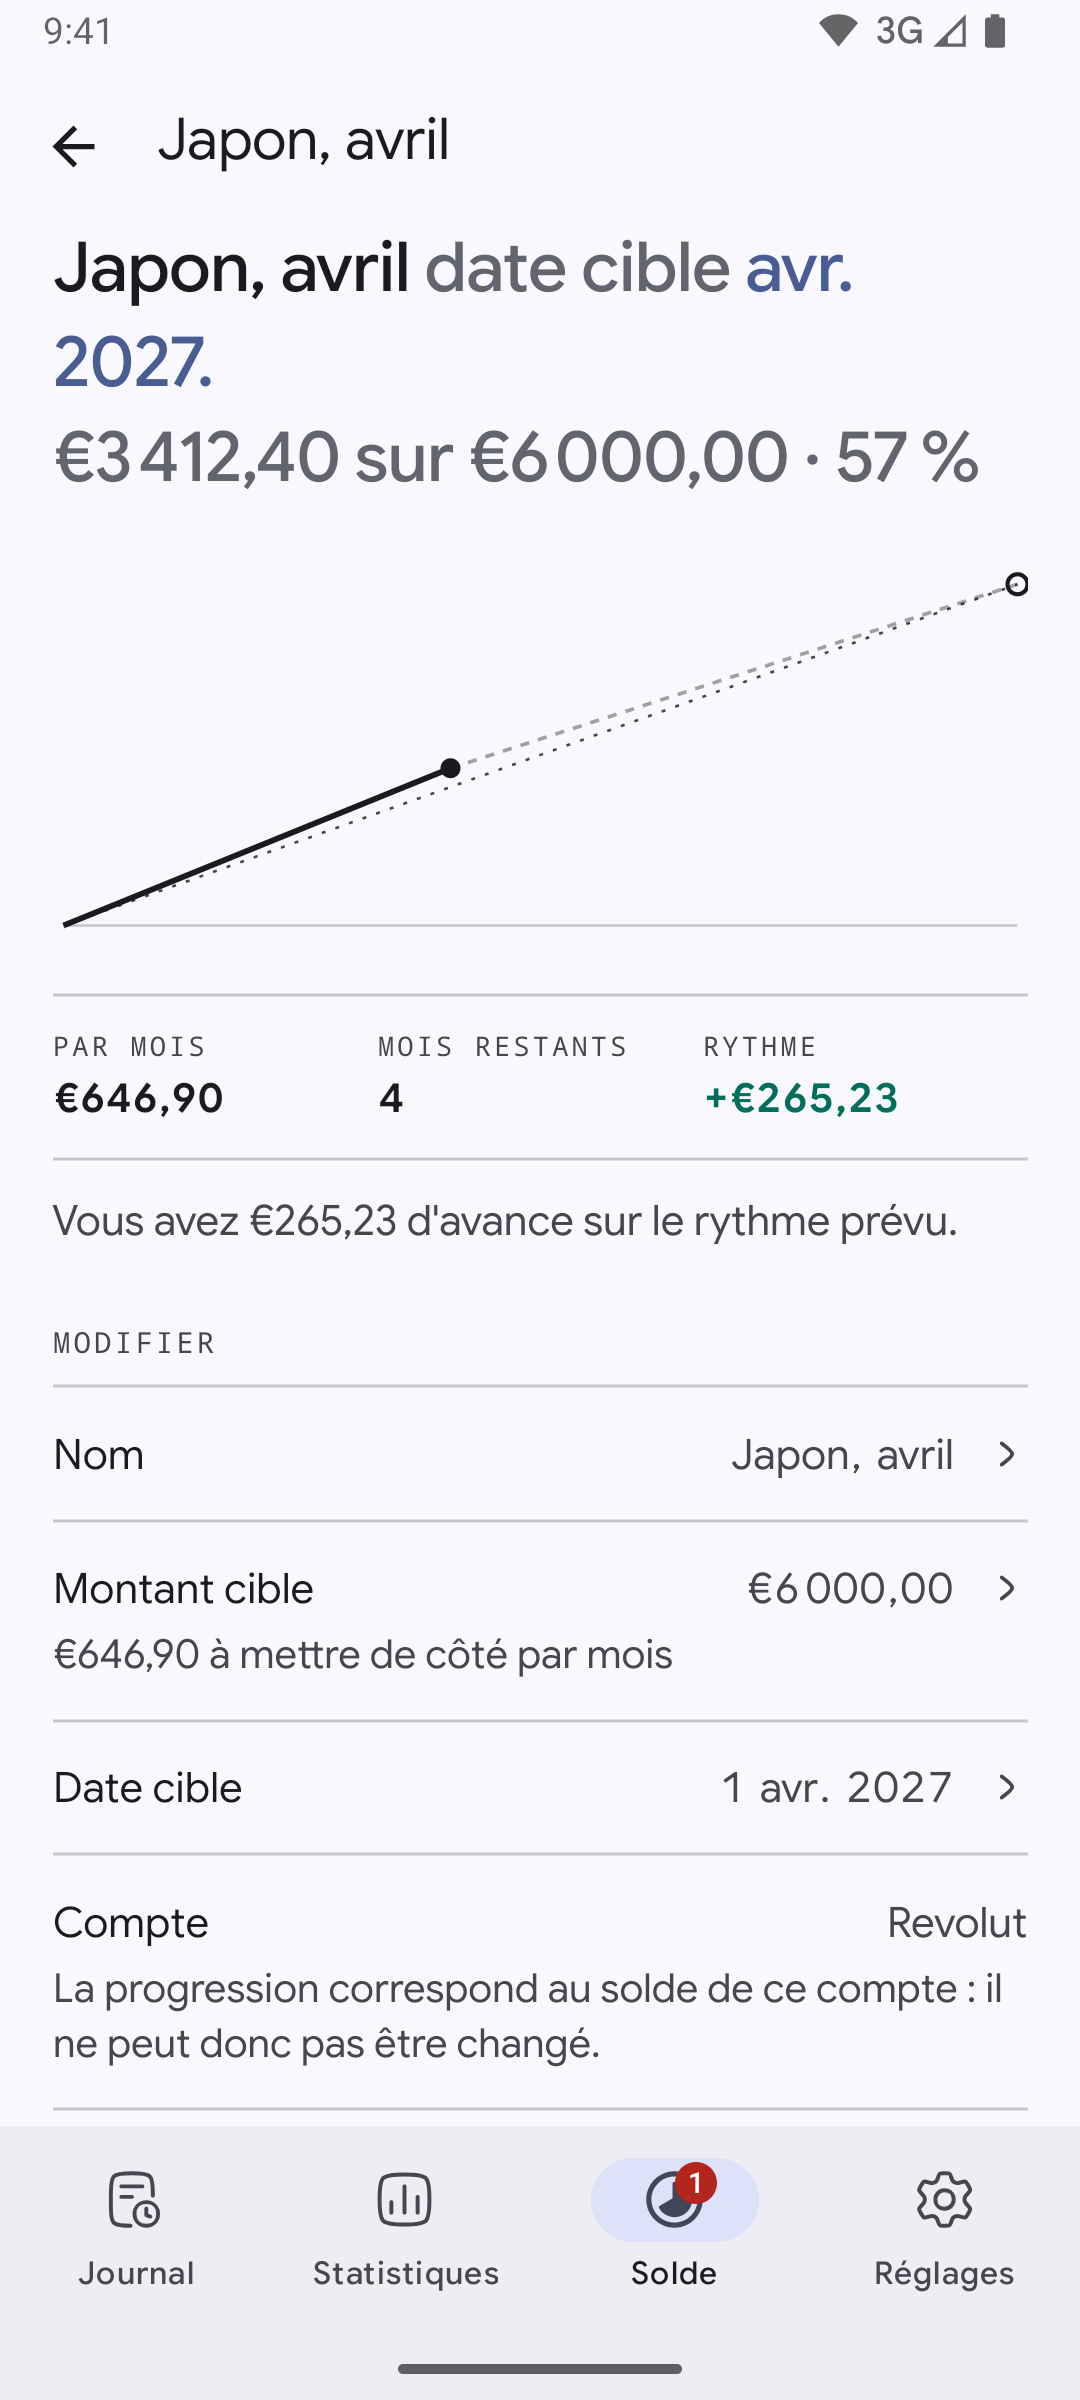 9:41
3G
Japon, avril
Japon, avril date cible avr.
2027.
€3 412,40 sur €6 000,00 · 57 %
PAR MOIS
€646,90
MOIS RESTANTS
4
RYTHME
+€265,23
Vous avez €265,23 d'avance sur le rythme prévu.
MODIFIER
Nom
Japon, avril
Montant cible
€6 000,00
€646,90 à mettre de côté par mois
Date cible
1 avr. 2027
Compte
Revolut
La progression correspond au solde de ce compte : il
ne peut donc pas être changé.
1
Journal
Statistiques
Solde
Réglages